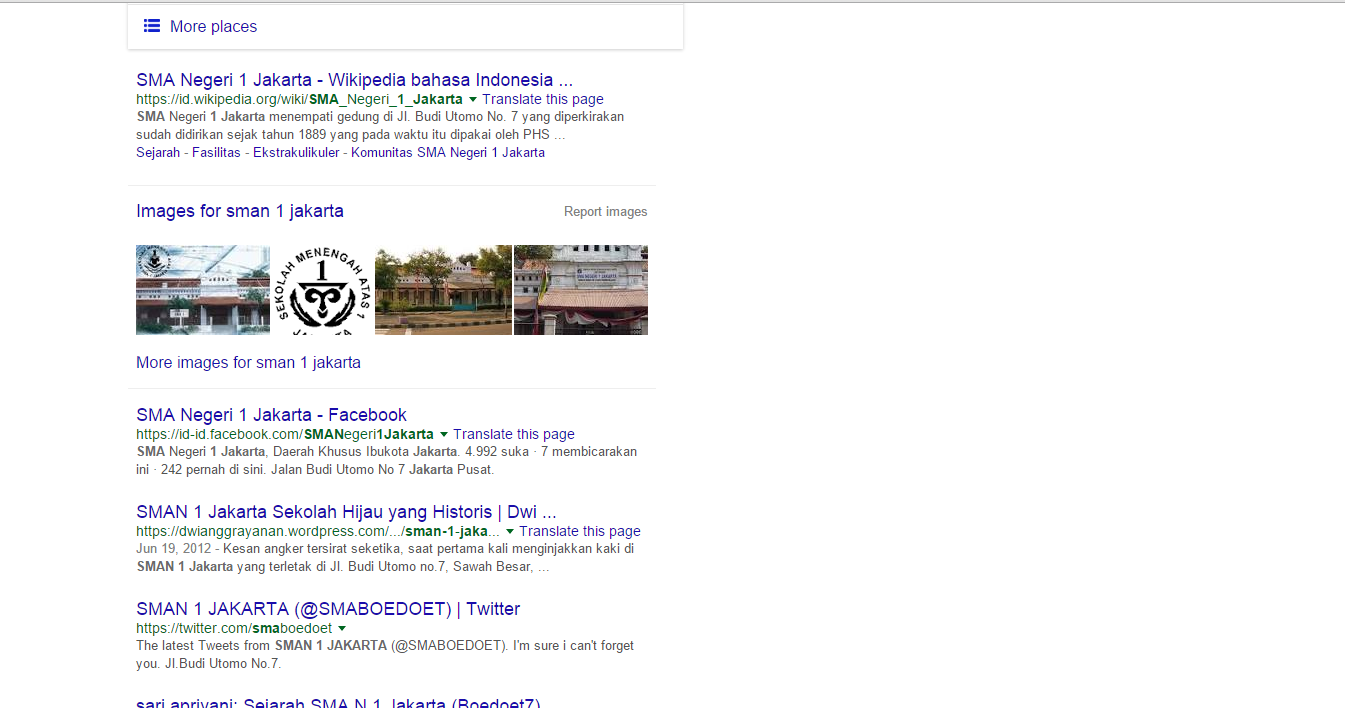 More places
SMA Negeri 1 Jakarta - Wikipedia bahasa Indonesia ...
https://id.wikipedia.org/wiki/SMA_Negeri_1_Jakarta ▼ Translate this page
SMA Negeri 1 Jakarta menempati gedung di Jl. Budi Utomo No. 7 yang diperkirakan
sudah didirikan sejak tahun 1889 yang pada waktu itu dipakai oleh PHS ...
Sejarah - Fasilitas - Ekstrakulikuler - Komunitas SMA Negeri 1 Jakarta
Images for sman 1 jakarta
Report images
SEKOLAH MENENGAH ATAS 1
1
JAKARTA
SMA NEGERI 1 JAKARTA
More images for sman 1 jakarta
SMA Negeri 1 Jakarta - Facebook
https://id-id.facebook.com/SMANegeri1Jakarta ▼ Translate this page
SMA Negeri 1 Jakarta, Daerah Khusus Ibukota Jakarta. 4.992 suka · 7 membicarakan
ini · 242 pernah di sini. Jalan Budi Utomo No 7 Jakarta Pusat.
SMAN 1 Jakarta Sekolah Hijau yang Historis | Dwi ...
https://dwianggrayanan.wordpress.com/.../sman-1-jaka... ▼ Translate this page
Jun 19, 2012 - Kesan angker tersirat seketika, saat pertama kali menginjakkan kaki di
SMAN 1 Jakarta yang terletak di Jl. Budi Utomo no.7, Sawah Besar, ...
SMAN 1 JAKARTA (@SMABOEDOET) | Twitter
https://twitter.com/smaboedoet ▼
The latest Tweets from SMAN 1 JAKARTA (@SMABOEDOET). I'm sure i can't forget
you. Jl.Budi Utomo No.7.
sari apriyani: Sejarah SMA N 1 Jakarta (Boedoet7)